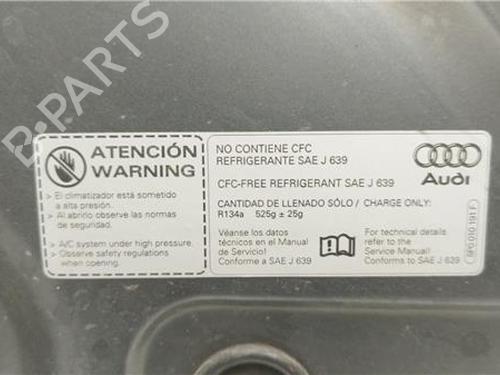 B-PARTS
ATENCIÓN
WARNING
> El climatizador está sometido
a alta presión.
> Al abrirlo observe las normas
de seguridad.
> A/C system under high pressure.
> Observe safety regulations
when opening.
NO CONTIENE CFC
REFRIGERANTE SAE J 639
CFC-FREE REFRIGERANT SAE J 639
CANTIDAD DE LLENADO SÓLO / CHARGE ONLY:
R134a 525g ± 25g
Véanse los datos
técnicos en el Manual
de Servicio!
Conforme a SAE J 639
For technical details
refer to the
Service Manual!
Conforms to SAE J 639
Audi
8P0 010 191 F